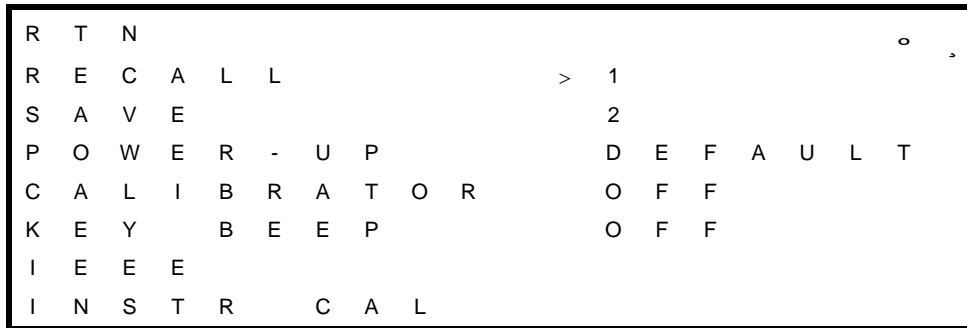 RTN
RECALL > 1
SAVE 2
POWER-UP DEFAULT
CALIBRATOR OFF
KEY BEEP OFF
IEEE
INSTR CAL